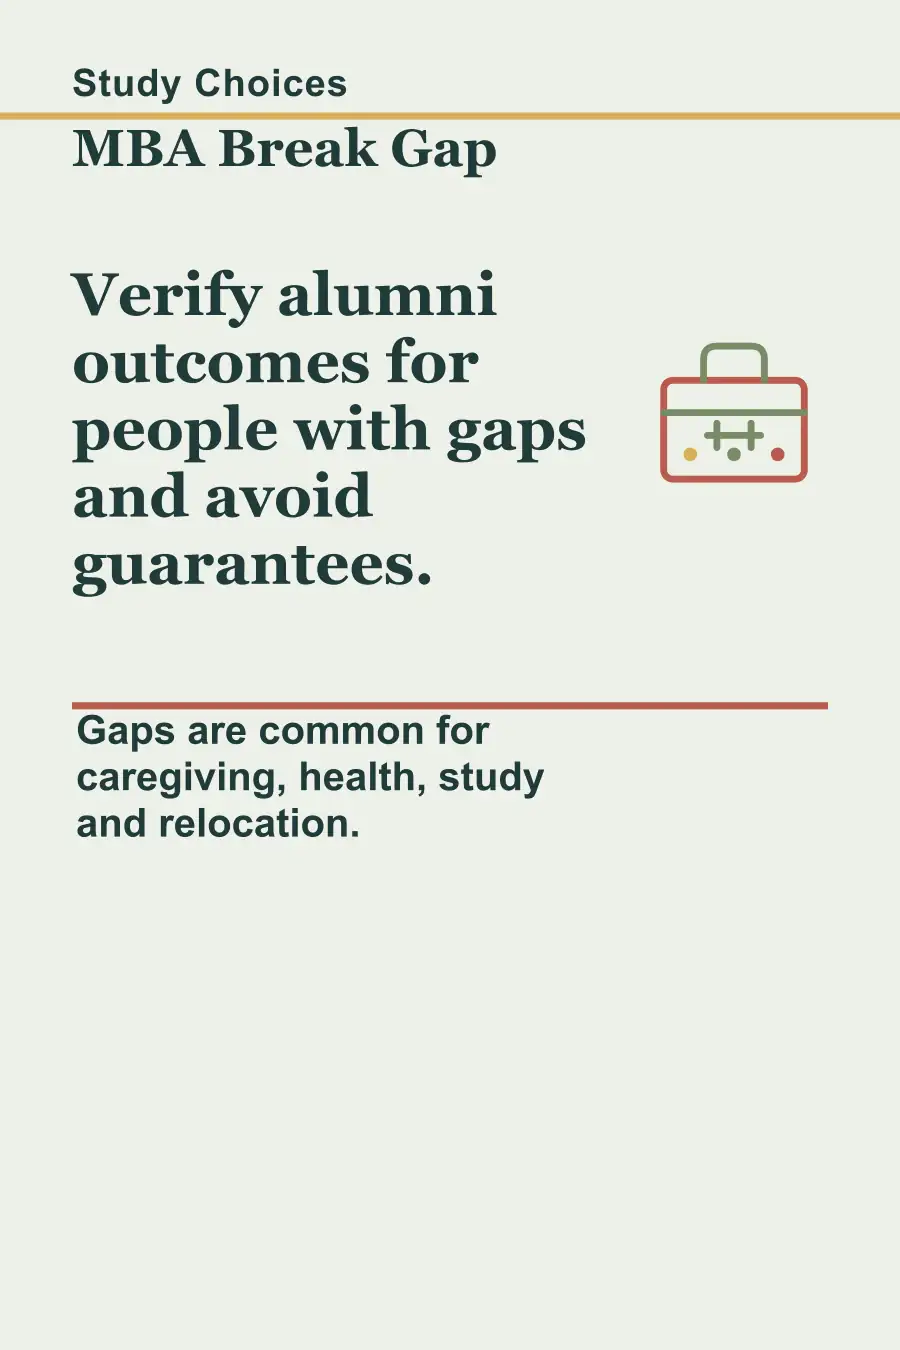 Study Choices
MBA Break Gap
Verify alumni
outcomes for
people with gaps
and avoid
guarantees.
Gaps are common for
caregiving, health, study
and relocation.